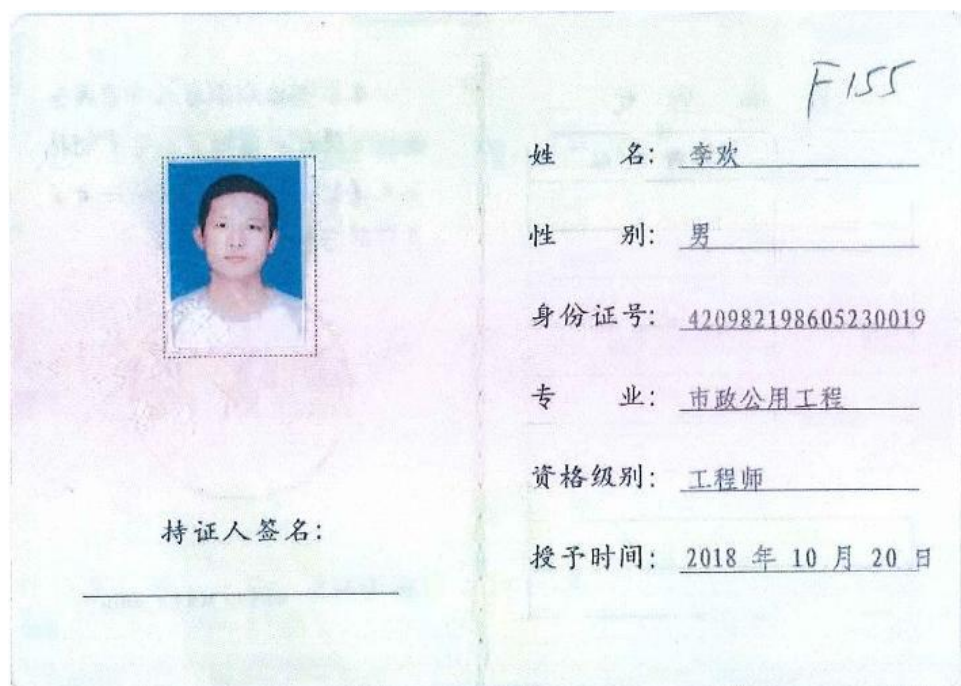 F155
姓 名: 李欢
性 别: 男
身份证号: 420982198605230019
专 业: 市政公用工程
资格级别: 工程师
授予时间: 2018 年 10 月 20 日
持证人签名: